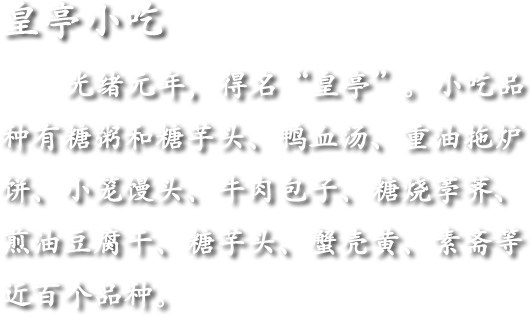 皇亭小吃
光绪元年，得名“皇亭”。小吃品
种有糖粥和糖芋头、鸭血汤、重油拖炉
饼、小笼馒头、牛肉包子、糖烧荸荠、
煎油豆腐干、糖芋头、蟹壳黄、素斋等
近百个品种。